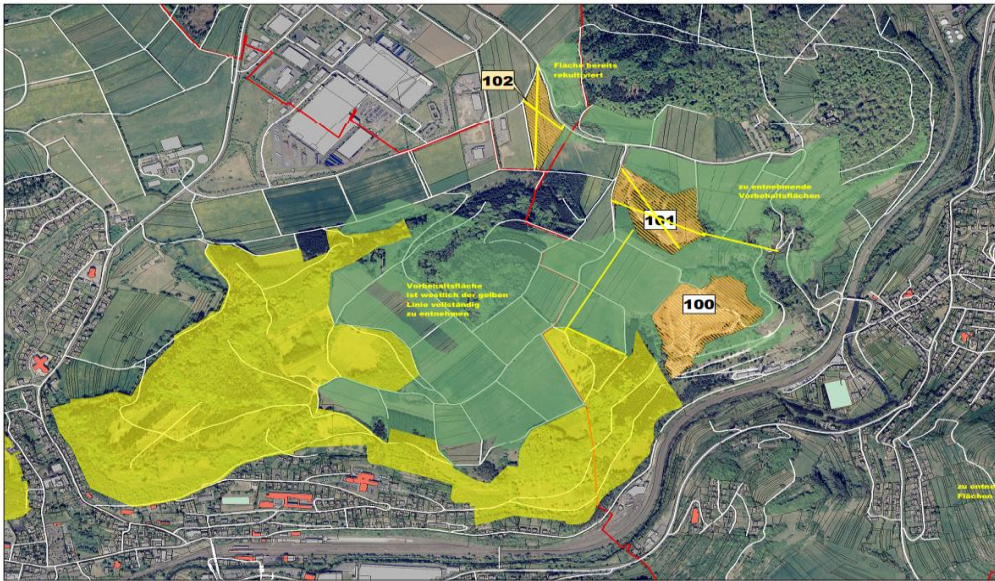 Fläche bereits
rekultiviert
102
zu entnehmende
Vorbehaltsflächen
101
Vorbehaltsfläche
ist westlich der gelben
Linie vollständig
zu entnehmen
100
zu entne
Flächen